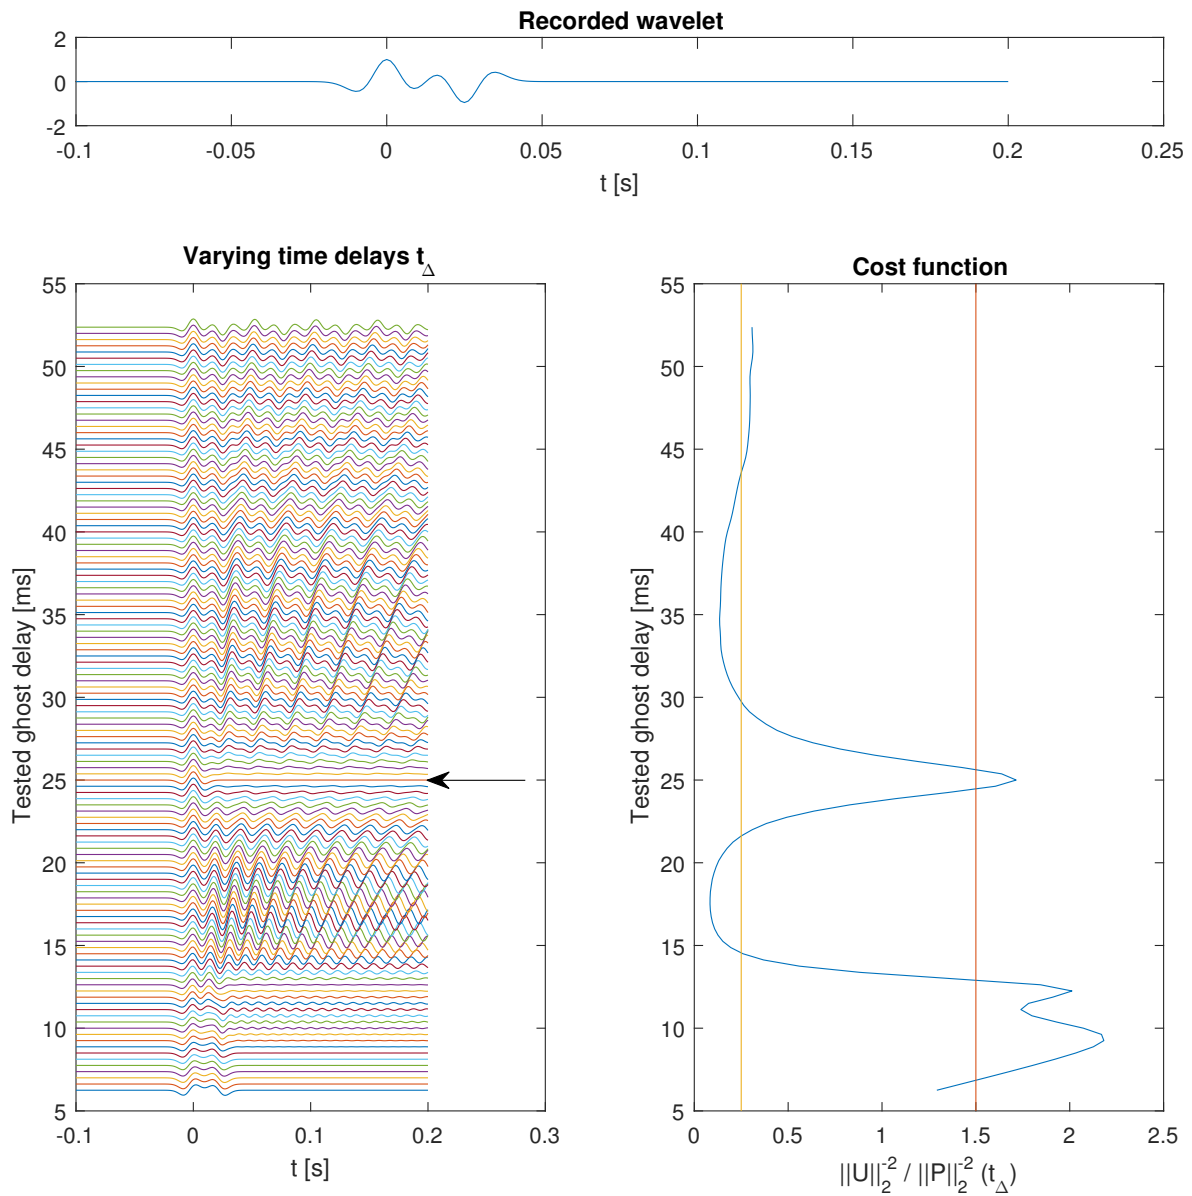 Recorded wavelet
2
0
-2
-0.1 -0.05 0 0.05 0.1 0.15 0.2 0.25
t [s]
Varying time delays t_Δ
55
50
45
40
35
30
25
20
15
10
5
Tested ghost delay [ms]
-0.1 0 0.1 0.2 0.3
t [s]
Cost function
55
50
45
40
35
30
25
20
15
10
5
Tested ghost delay [ms]
0 0.5 1 1.5 2 2.5
||U||_2^-2 / ||P||_2^-2 (t_Δ)